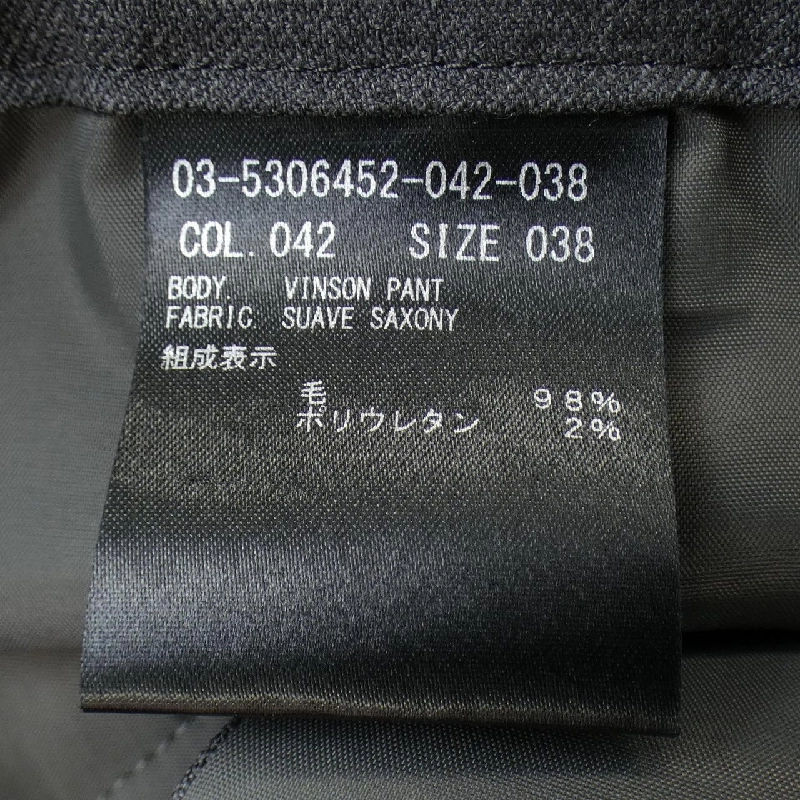 03-5306452-042-038
COL. 042 SIZE 038
BODY. VINSON PANT
FABRIC SUAVE SAXONY
組成表示
毛 98%
ポリウレタン 2%